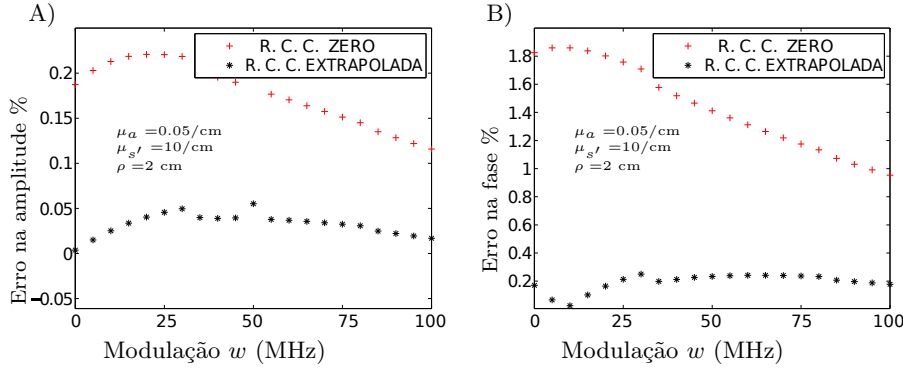 A)
R. C. C. ZERO
R. C. C. EXTRAPOLADA
0.2
0.15
0.1
0.05
0
−0.05
μa =0.05/cm
μs′ =10/cm
ρ =2 cm
Erro na amplitude %
0 25 50 75 100
Modulação w (MHz)
B)
R. C. C. ZERO
R. C. C. EXTRAPOLADA
1.8
1.6
1.4
1.2
1
0.8
0.6
0.4
0.2
μa =0.05/cm
μs′ =10/cm
ρ =2 cm
Erro na fase %
0 25 50 75 100
Modulação w (MHz)